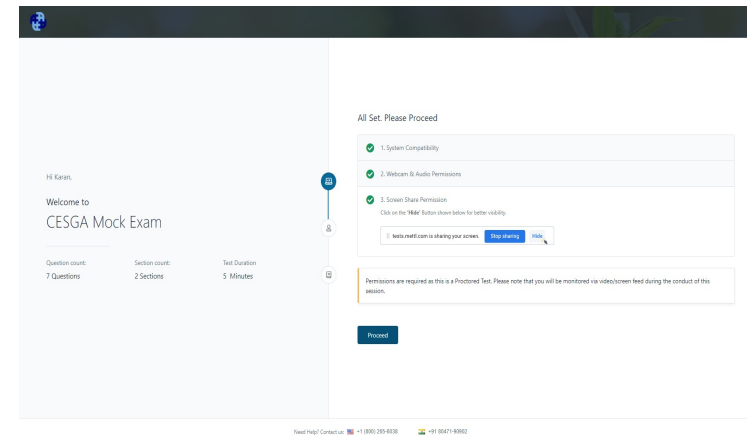 Hi Karan,
Welcome to
CESGA Mock Exam
Question count:
7 Questions
Section count:
2 Sections
Test Duration
5 Minutes
All Set. Please Proceed
1. System Compatibility
2. Webcam & Audio Permissions
3. Screen Share Permission
Click on the "Hide" Button shown below for better visibility.
tests.mettl.com is sharing your screen. Stop sharing Hide
Permissions are required as this is a Proctored Test. Please note that you will be monitored via video/screen feed during the conduct of this
session.
Proceed
Need Help? Contact us: +1 (800) 265-6038 +91 80471-90902